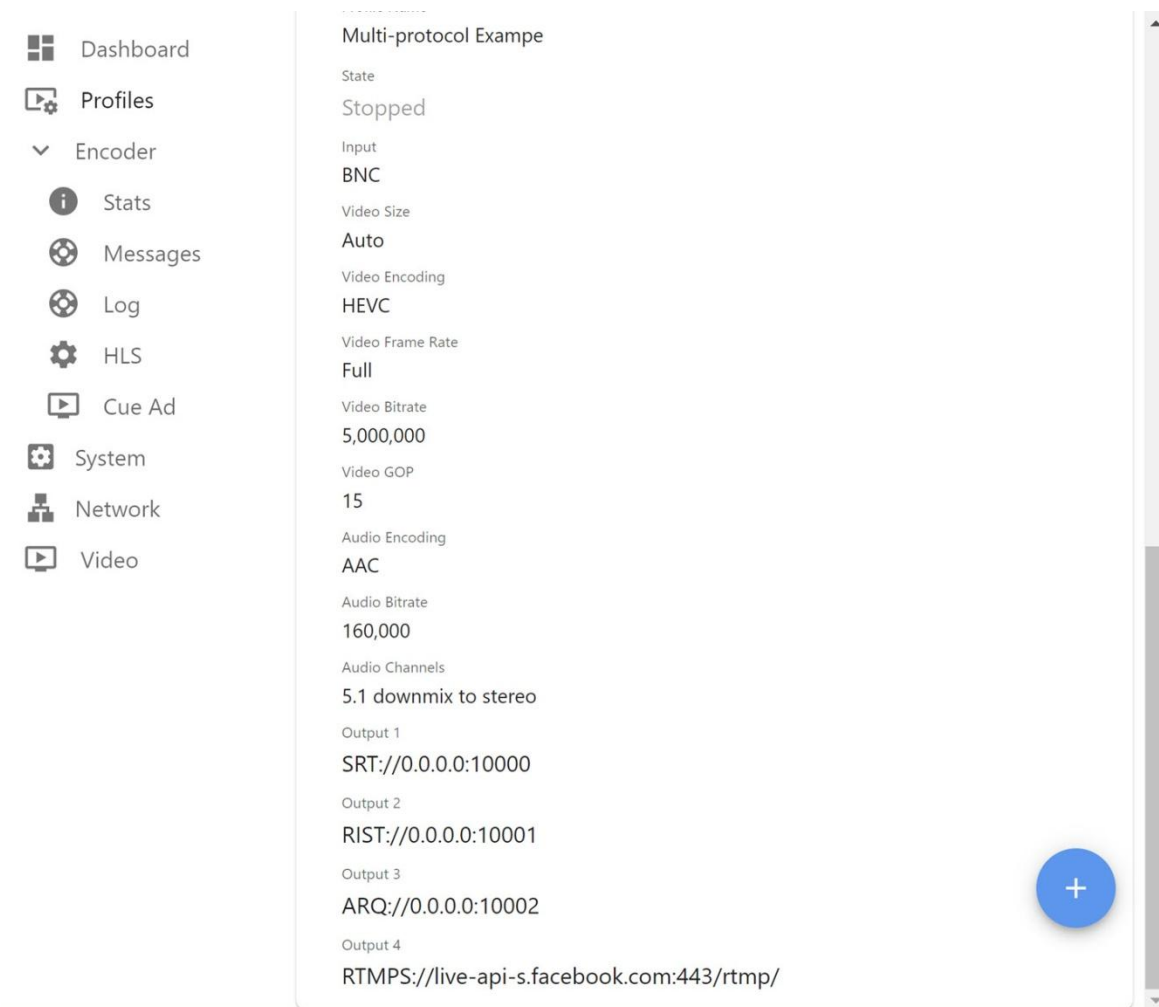 Dashboard
Profiles
Encoder
Stats
Messages
Log
HLS
Cue Ad
System
Network
Video
Profile Name
Multi-protocol Exampe
State
Stopped
Input
BNC
Video Size
Auto
Video Encoding
HEVC
Video Frame Rate
Full
Video Bitrate
5,000,000
Video GOP
15
Audio Encoding
AAC
Audio Bitrate
160,000
Audio Channels
5.1 downmix to stereo
Output 1
SRT://0.0.0.0:10000
Output 2
RIST://0.0.0.0:10001
Output 3
ARQ://0.0.0.0:10002
Output 4
RTMPS://live-api-s.facebook.com:443/rtmp/